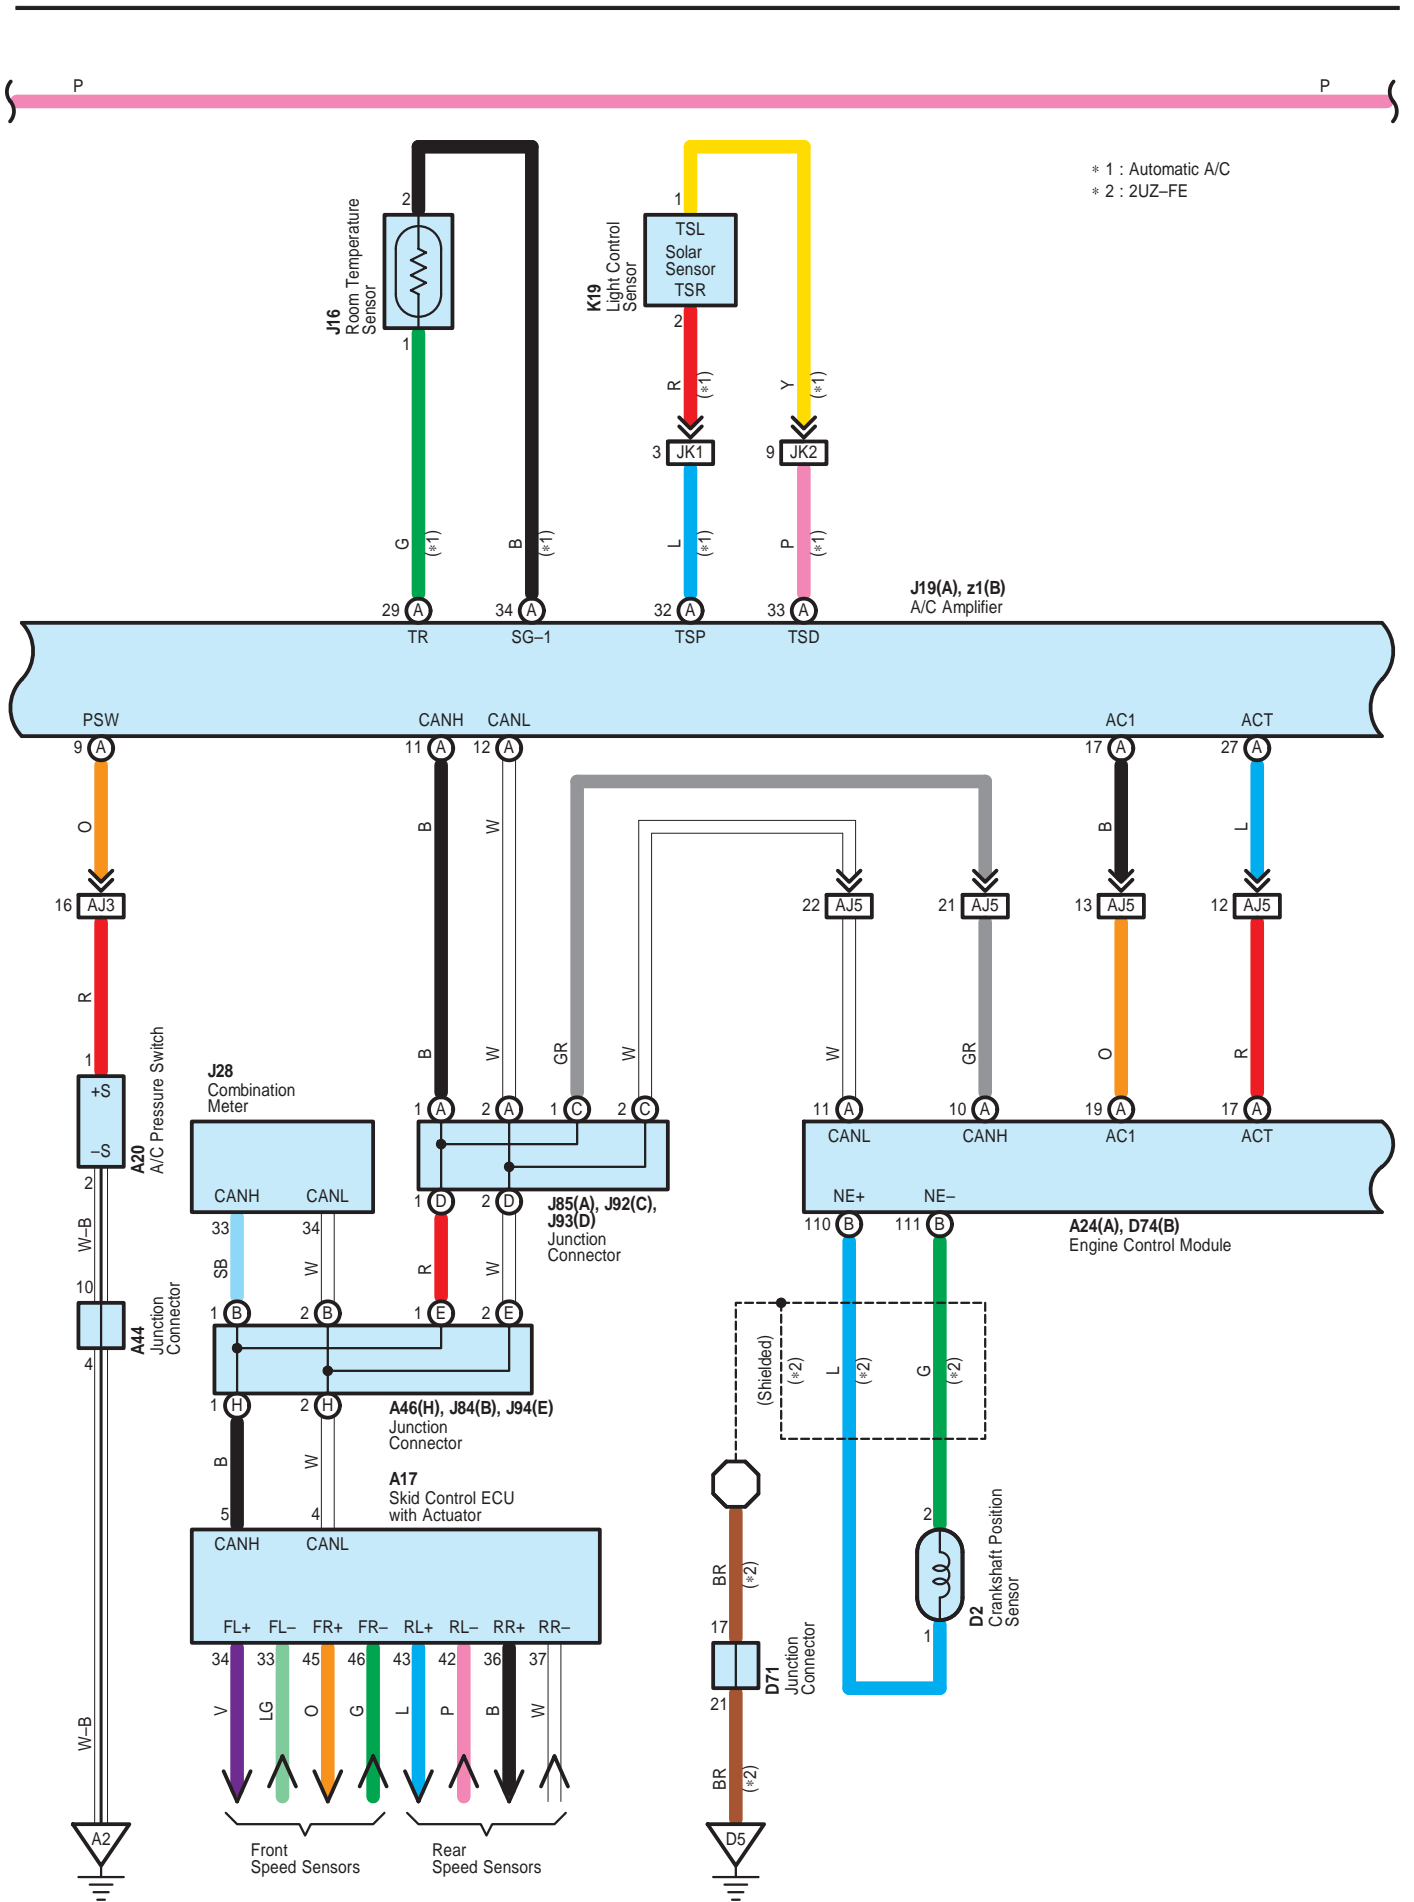 P
P
* 1 : Automatic A/C
* 2 : 2UZ–FE
2
J16
Room Temperature
Sensor
1
1
TSL
Solar
Sensor
TSR
K19
Light Control
Sensor
2
R
(*1)
Y
(*1)
3 JK1
9 JK2
G
(*1)
B
(*1)
L
(*1)
P
(*1)
J19(A), z1(B)
A/C Amplifier
29 A
34 A
32 A
33 A
TR
SG–1
TSP
TSD
PSW
CANH
CANL
AC1
ACT
9 A
11 A
12 A
17 A
27 A
O
B
W
B
L
16 AJ3
22 AJ5
21 AJ5
13 AJ5
12 AJ5
R
B
W
GR
W
W
GR
O
R
1
+S
–S
A20
A/C Pressure Switch
2
J28
Combination
Meter
1 A
2 A
1 C
2 C
11 A
10 A
19 A
17 A
CANL
CANH
AC1
ACT
CANH
CANL
33
34
1 D
2 D
J85(A), J92(C),
J93(D)
Junction
Connector
NE+
NE–
110 B
111 B
A24(A), D74(B)
Engine Control Module
W–B
SB
W
R
W
10
A44
Junction
Connector
4
1 B
2 B
1 E
2 E
(Shielded)
(*2)
L
(*2)
G
(*2)
1 H
2 H
A46(H), J84(B), J94(E)
Junction
Connector
B
W
A17
Skid Control ECU
with Actuator
5
4
CANH
CANL
2
D2
Crankshaft Position
Sensor
1
BR
(*2)
17
D71
Junction
Connector
21
FL+
FL–
FR+
FR–
RL+
RL–
RR+
RR–
34
33
45
46
43
42
36
37
V
LG
O
G
L
P
B
W
W–B
BR
(*2)
A2
Front
Speed Sensors
Rear
Speed Sensors
D5